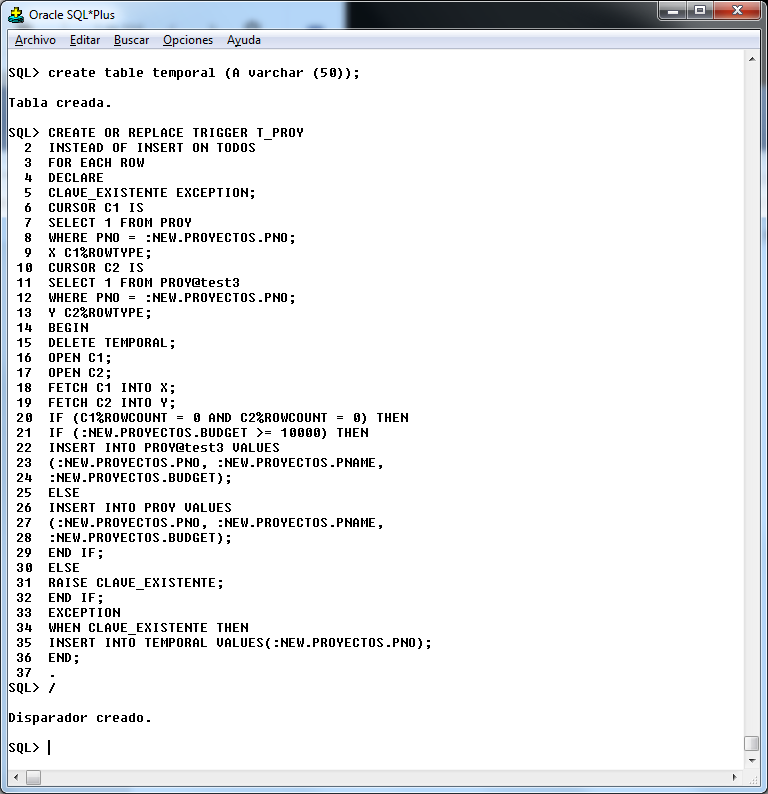 Oracle SQL*Plus
Archivo Editar Buscar Opciones Ayuda
SQL> create table temporal (A varchar (50));
Tabla creada.
SQL> CREATE OR REPLACE TRIGGER T_PROY
2 INSTEAD OF INSERT ON TODOS
3 FOR EACH ROW
4 DECLARE
5 CLAVE_EXISTENTE EXCEPTION;
6 CURSOR C1 IS
7 SELECT 1 FROM PROY
8 WHERE PNO = :NEW.PROYECTOS.PNO;
9 X C1%ROWTYPE;
10 CURSOR C2 IS
11 SELECT 1 FROM PROY@test3
12 WHERE PNO = :NEW.PROYECTOS.PNO;
13 Y C2%ROWTYPE;
14 BEGIN
15 DELETE TEMPORAL;
16 OPEN C1;
17 OPEN C2;
18 FETCH C1 INTO X;
19 FETCH C2 INTO Y;
20 IF (C1%ROWCOUNT = 0 AND C2%ROWCOUNT = 0) THEN
21 IF (:NEW.PROYECTOS.BUDGET >= 10000) THEN
22 INSERT INTO PROY@test3 VALUES
23 (:NEW.PROYECTOS.PNO, :NEW.PROYECTOS.PNAME,
24 :NEW.PROYECTOS.BUDGET);
25 ELSE
26 INSERT INTO PROY VALUES
27 (:NEW.PROYECTOS.PNO, :NEW.PROYECTOS.PNAME,
28 :NEW.PROYECTOS.BUDGET);
29 END IF;
30 ELSE
31 RAISE CLAVE_EXISTENTE;
32 END IF;
33 EXCEPTION
34 WHEN CLAVE_EXISTENTE THEN
35 INSERT INTO TEMPORAL VALUES(:NEW.PROYECTOS.PNO);
36 END;
37 .
SQL> /
Disparador creado.
SQL>